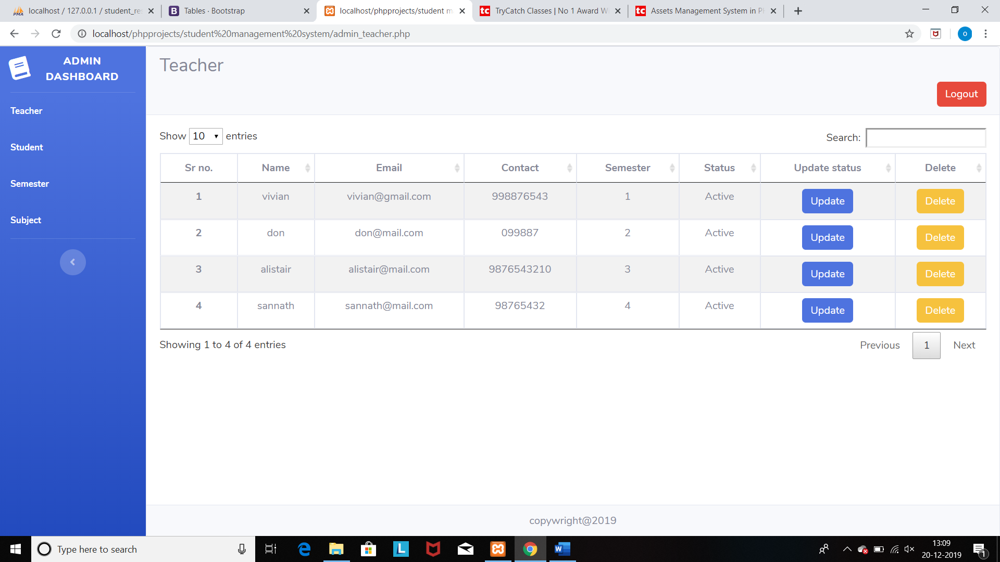 localhost / 127.0.0.1 / student_re
Tables · Bootstrap
localhost/phpprojects/student m
TryCatch Classes | No 1 Award Wi
Assets Management System in P
localhost/phpprojects/student%20management%20system/admin_teacher.php
o
ADMIN
DASHBOARD
Teacher
Student
Semester
Subject
Teacher
Logout
Show 10 entries
Search:
Sr no. Name Email Contact Semester Status Update status Delete
1 vivian vivian@gmail.com 998876543 1 Active Update Delete
2 don don@mail.com 099887 2 Active Update Delete
3 alistair alistair@mail.com 9876543210 3 Active Update Delete
4 sannath sannath@mail.com 98765432 4 Active Update Delete
Showing 1 to 4 of 4 entries
Previous 1 Next
copywright@2019
Type here to search
13:09
20-12-2019
1